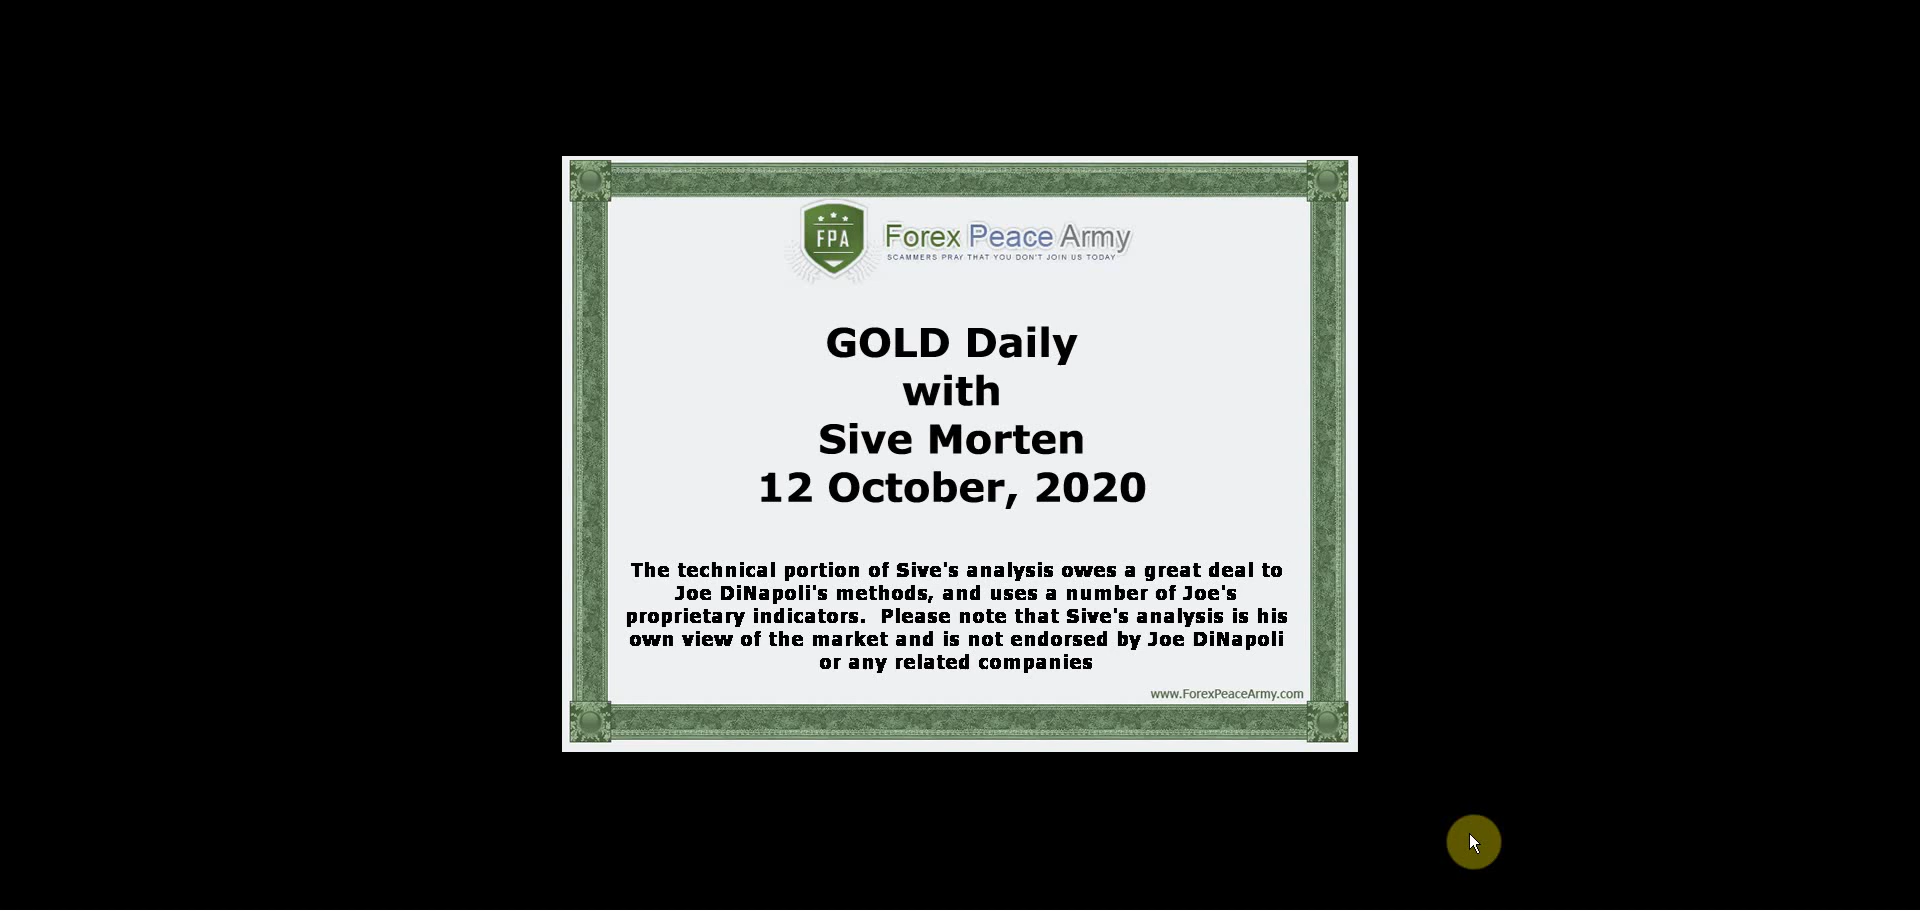 FPA
Forex Peace Army
SCAMMERS PRAY THAT YOU DON'T JOIN US TODAY
GOLD Daily
with
Sive Morten
12 October, 2020
The technical portion of Sive's analysis owes a great deal to
Joe DiNapoli's methods, and uses a number of Joe's
proprietary indicators.  Please note that Sive's analysis is his
own view of the market and is not endorsed by Joe DiNapoli
or any related companies
www.ForexPeaceArmy.com